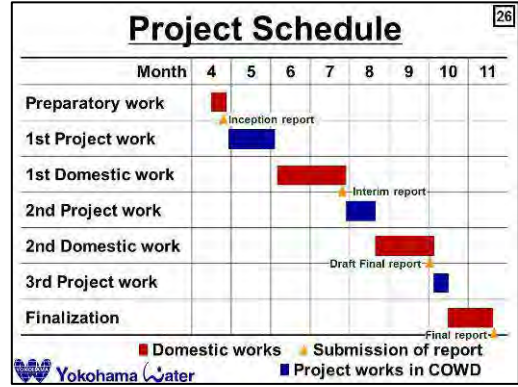 26
Project Schedule
Month 4 5 6 7 8 9 10 11
Preparatory work
Inception report
1st Project work
1st Domestic work
Interim report
2nd Project work
2nd Domestic work
Draft Final report
3rd Project work
Finalization
Final report
Domestic works Submission of report
YOKOHAMA Yokohama Water Project works in COWD